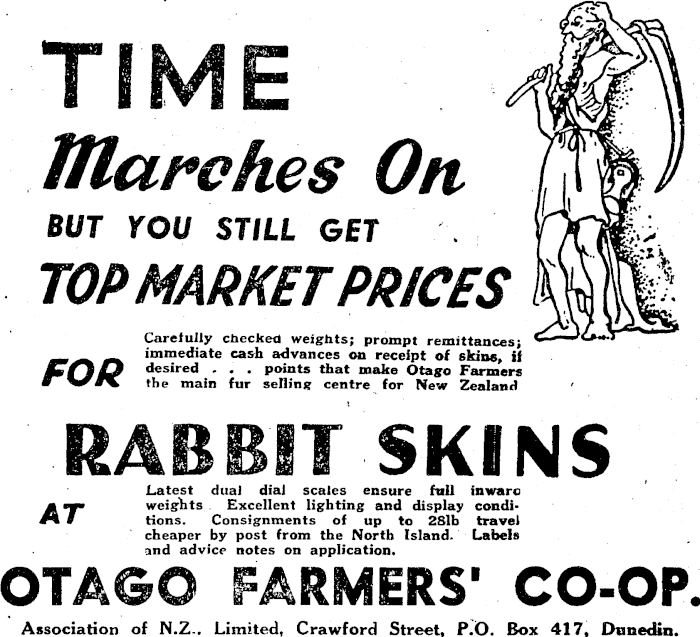 TIME
Marches On
BUT YOU STILL GET
TOP MARKET PRICES
FOR
Carefully checked weights; prompt remittances;
immediate cash advances on receipt of skins, if
desired . . . points that make Otago Farmers
the main fur selling centre for New Zealand
RABBIT SKINS
AT
Latest dual dial scales ensure full inward
weights. Excellent lighting and display condi-
tions. Consignments of up to 28lb travel
cheaper by post from the North Island. Labels
and advice notes on application.
OTAGO FARMERS' CO-OP.
Association of N.Z., Limited, Crawford Street, P.O. Box 417, Dunedin.